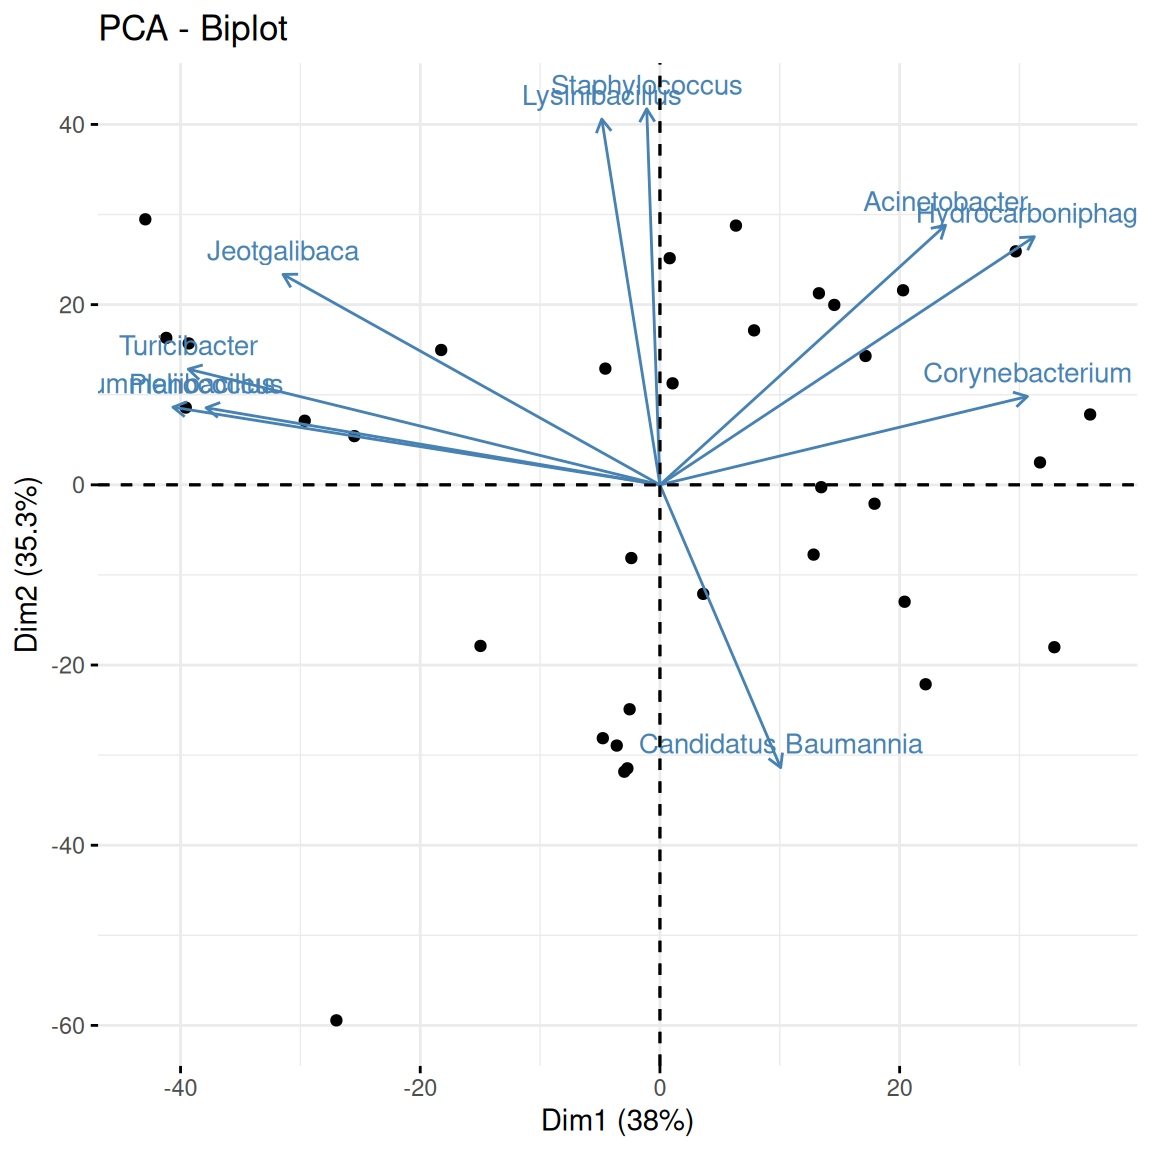 PCA - Biplot
Staphylococcus
Lysinibacillus
40
Acinetobacter
Hydrocarboniphag
Jeotgalibaca
20
Turicibacter
Corynebacterium
0
Dim2 (35.3%)
-20
Candidatus Baumannia
-40
-60
-40
-20
0
20
Dim1 (38%)